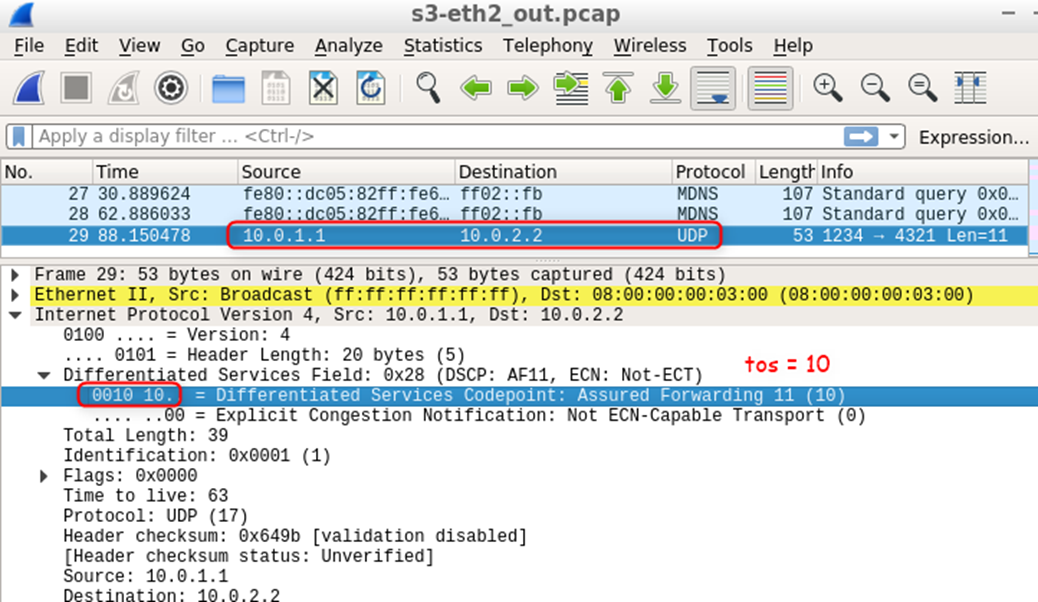 s3-eth2_out.pcap
File Edit View Go Capture Analyze Statistics Telephony Wireless Tools Help
Apply a display filter ... <Ctrl-/> Expression...
No. Time Source Destination Protocol Length Info
27 30.889624 fe80::dc05:82ff:fe6... ff02::fb MDNS 107 Standard query 0x0...
28 62.886033 fe80::dc05:82ff:fe6... ff02::fb MDNS 107 Standard query 0x0...
29 88.150478 10.0.1.1 10.0.2.2 UDP 53 1234 → 4321 Len=11
Frame 29: 53 bytes on wire (424 bits), 53 bytes captured (424 bits)
Ethernet II, Src: Broadcast (ff:ff:ff:ff:ff:ff), Dst: 08:00:00:00:03:00 (08:00:00:00:03:00)
Internet Protocol Version 4, Src: 10.0.1.1, Dst: 10.0.2.2
0100 .... = Version: 4
.... 0101 = Header Length: 20 bytes (5)
tos = 10
Differentiated Services Field: 0x28 (DSCP: AF11, ECN: Not-ECT)
0010 10. = Differentiated Services Codepoint: Assured Forwarding 11 (10)
.... ..00 = Explicit Congestion Notification: Not ECN-Capable Transport (0)
Total Length: 39
Identification: 0x0001 (1)
Flags: 0x0000
Time to live: 63
Protocol: UDP (17)
Header checksum: 0x649b [validation disabled]
[Header checksum status: Unverified]
Source: 10.0.1.1
Destination: 10.0.2.2